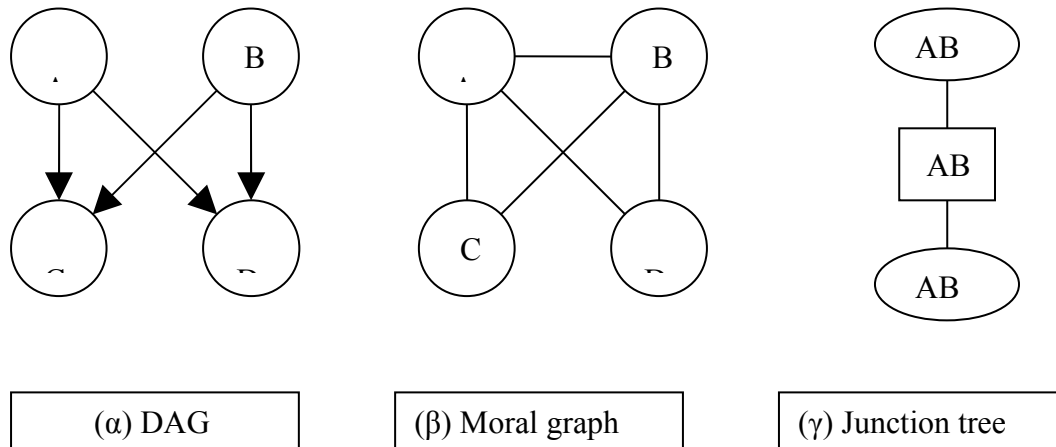 B
B
AB
AB
C
AB
(α) DAG
(β) Moral graph
(γ) Junction tree